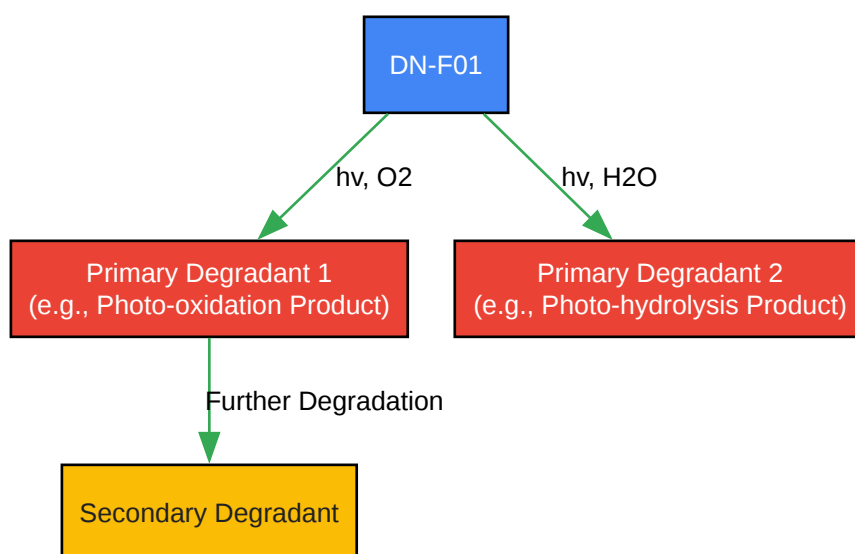 DN-F01
hv, O2
hv, H2O
Primary Degradant 1
(e.g., Photo-oxidation Product)
Primary Degradant 2
(e.g., Photo-hydrolysis Product)
Further Degradation
Secondary Degradant